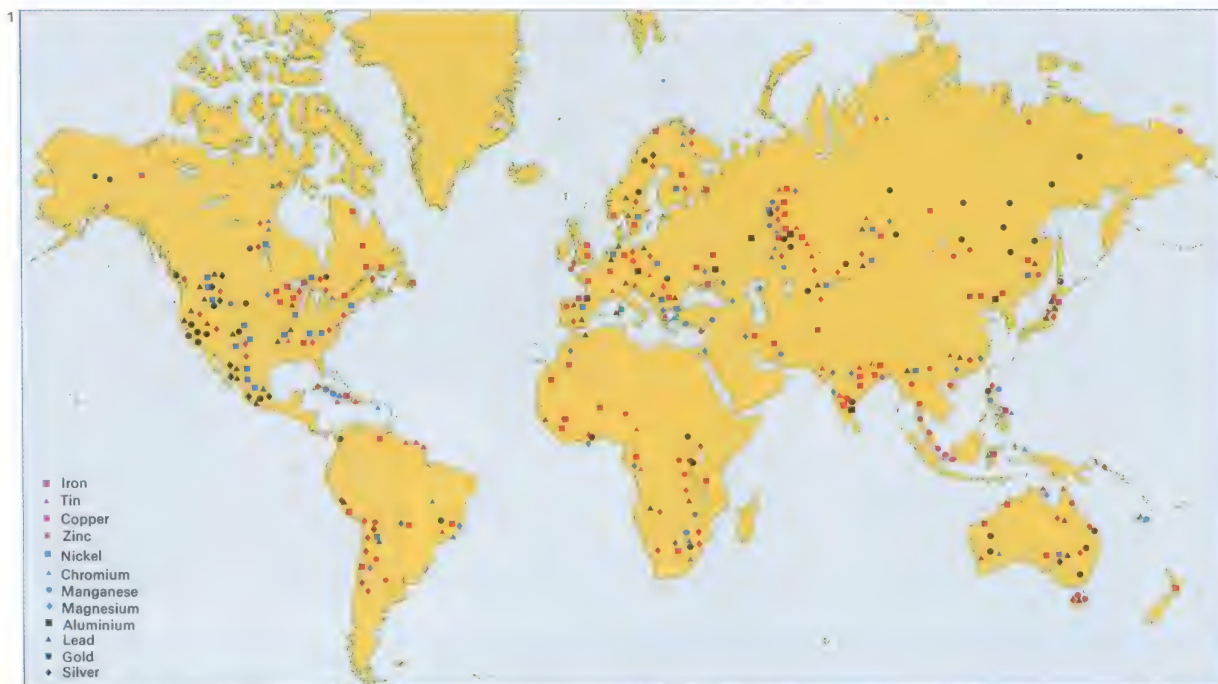 1
Iron
Tin
Copper
Zinc
Nickel
Chromium
Manganese
Magnesium
Aluminium
Lead
Gold
Silver